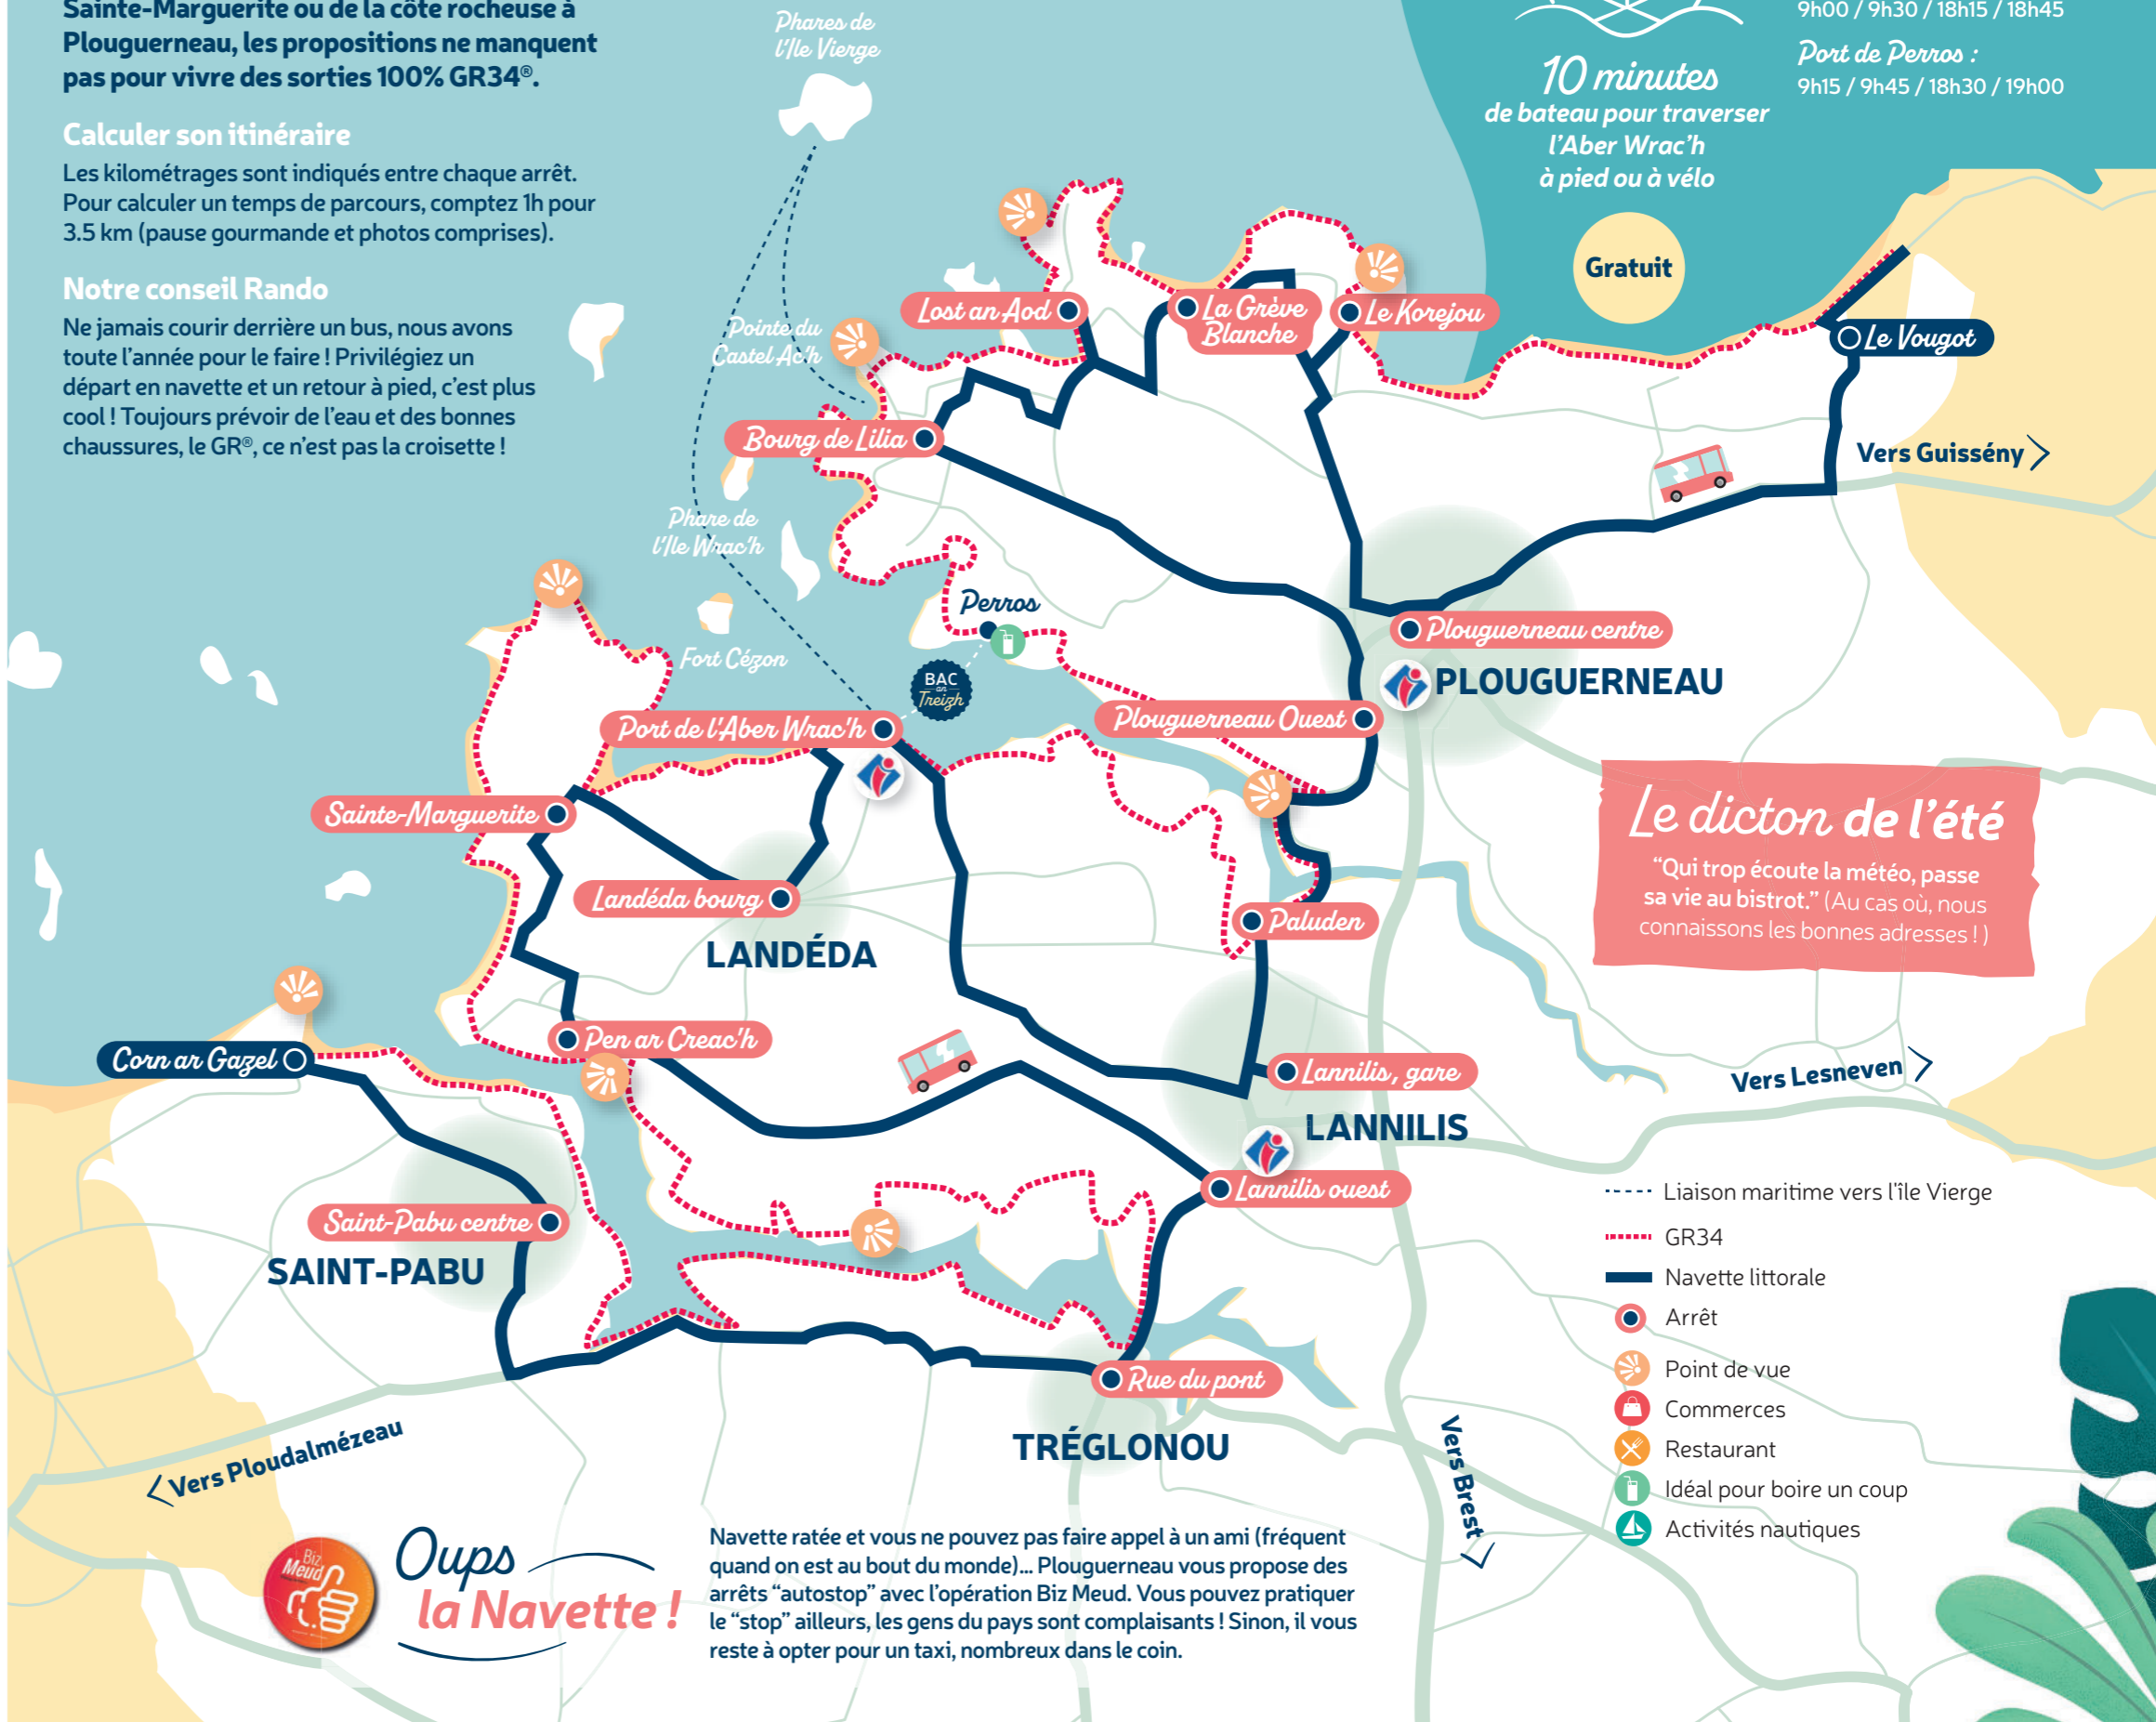 Sainte-Marguerite ou de la côte rocheuse à
Plouguerneau, les propositions ne manquent
pas pour vivre des sorties 100% GR34®.
Calculer son itinéraire
Les kilométrages sont indiqués entre chaque arrêt.
Pour calculer un temps de parcours, comptez 1h pour
3.5 km (pause gourmande et photos comprises).
Notre conseil Rando
Ne jamais courir derrière un bus, nous avons
toute l'année pour le faire ! Privilégiez un
départ en navette et un retour à pied, c'est plus
cool ! Toujours prévoir de l'eau et des bonnes
chaussures, le GR®, ce n'est pas la croisette !
Phares de
l'Ile Vierge
10 minutes
de bateau pour traverser
l'Aber Wrac'h
à pied ou à vélo
Gratuit
9h00 / 9h30 / 18h15 / 18h45
Port de Perros :
9h15 / 9h45 / 18h30 / 19h00
Lost an Aod
La Grève
Blanche
Le Korejou
Le Vougot
Pointe du
Castel Ac'h
Bourg de Lilia
Vers Guissény
Phare de
l'Ile Wrac'h
Perros
Fort Cézon
BAC
an
Treizh
Plouguerneau centre
PLOUGUERNEAU
Port de l'Aber Wrac'h
Plouguerneau Ouest
Sainte-Marguerite
Landéda bourg
LANDÉDA
Paluden
Le dicton de l'été
“Qui trop écoute la météo, passe
sa vie au bistrot.” (Au cas où, nous
connaissons les bonnes adresses ! )
Pen ar Creac'h
Corn ar Gazel
Lannilis, gare
LANNILIS
Vers Lesneven
Lannilis ouest
Saint-Pabu centre
SAINT-PABU
Rue du pont
TRÉGLONOU
Vers Ploudalmézeau
Vers Brest
Liaison maritime vers l'île Vierge
GR34
Navette littorale
Arrêt
Point de vue
Commerces
Restaurant
Idéal pour boire un coup
Activités nautiques
Biz
Meud
Oups
la Navette !
Navette ratée et vous ne pouvez pas faire appel à un ami (fréquent
quand on est au bout du monde)... Plouguerneau vous propose des
arrêts “autostop” avec l'opération Biz Meud. Vous pouvez pratiquer
le “stop” ailleurs, les gens du pays sont complaisants ! Sinon, il vous
reste à opter pour un taxi, nombreux dans le coin.